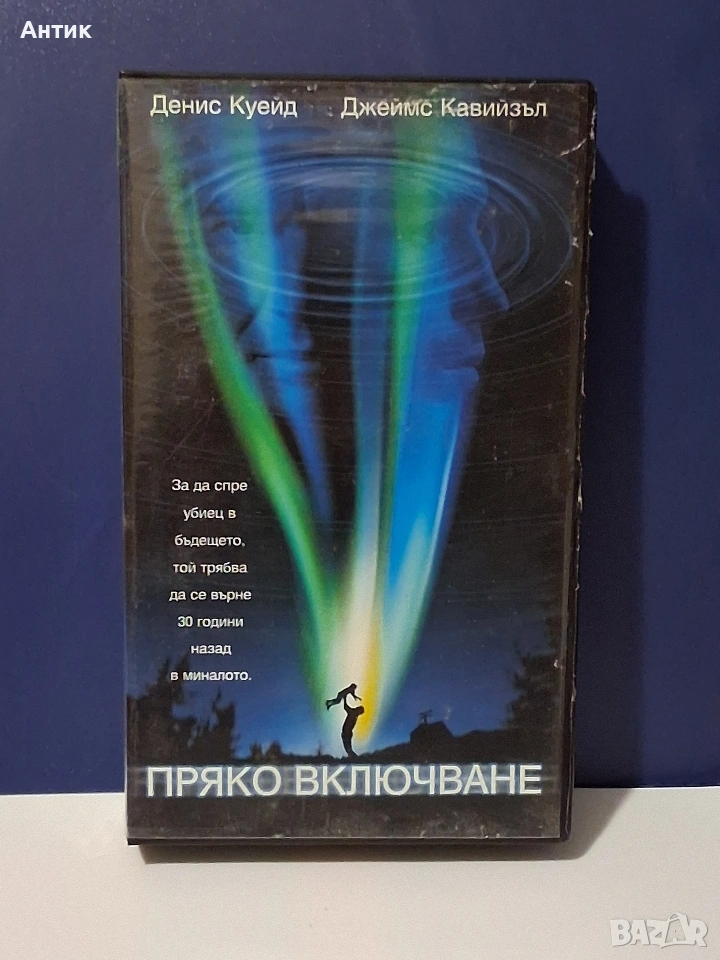 Антик
Денис Куейд Джеймс Кавийзъл
За да спре
убиец в
бъдещето,
той трябва
да се върне
30 години
назад
в миналото.
ПРЯКО ВКЛЮЧВАНЕ
BAZAR